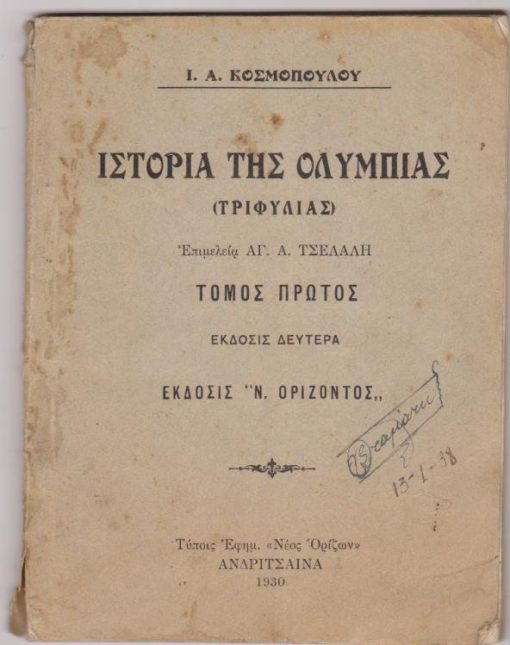 Ι. Α. ΚΟΣΜΟΠΟΥΛΟΥ
ΙΣΤΟΡΙΑ ΤΗΣ ΟΛΥΜΠΙΑΣ
(ΤΡΙΦΥΛΙΑΣ)
Ἐπιμελείᾳ ΑΓ. Α. ΤΣΕΛΑΛΗ
ΤΟΜΟΣ ΠΡΩΤΟΣ
ΕΚΔΟΣΙΣ ΔΕΥΤΕΡΑ
ΕΚΔΟΣΙΣ "Ν. ΟΡΙΖΟΝΤΟΣ„
13-1-38
Τύποις Ἐφημ. «Νέος Ὁρίζων»
ΑΝΔΡΙΤΣΑΙΝΑ
1930